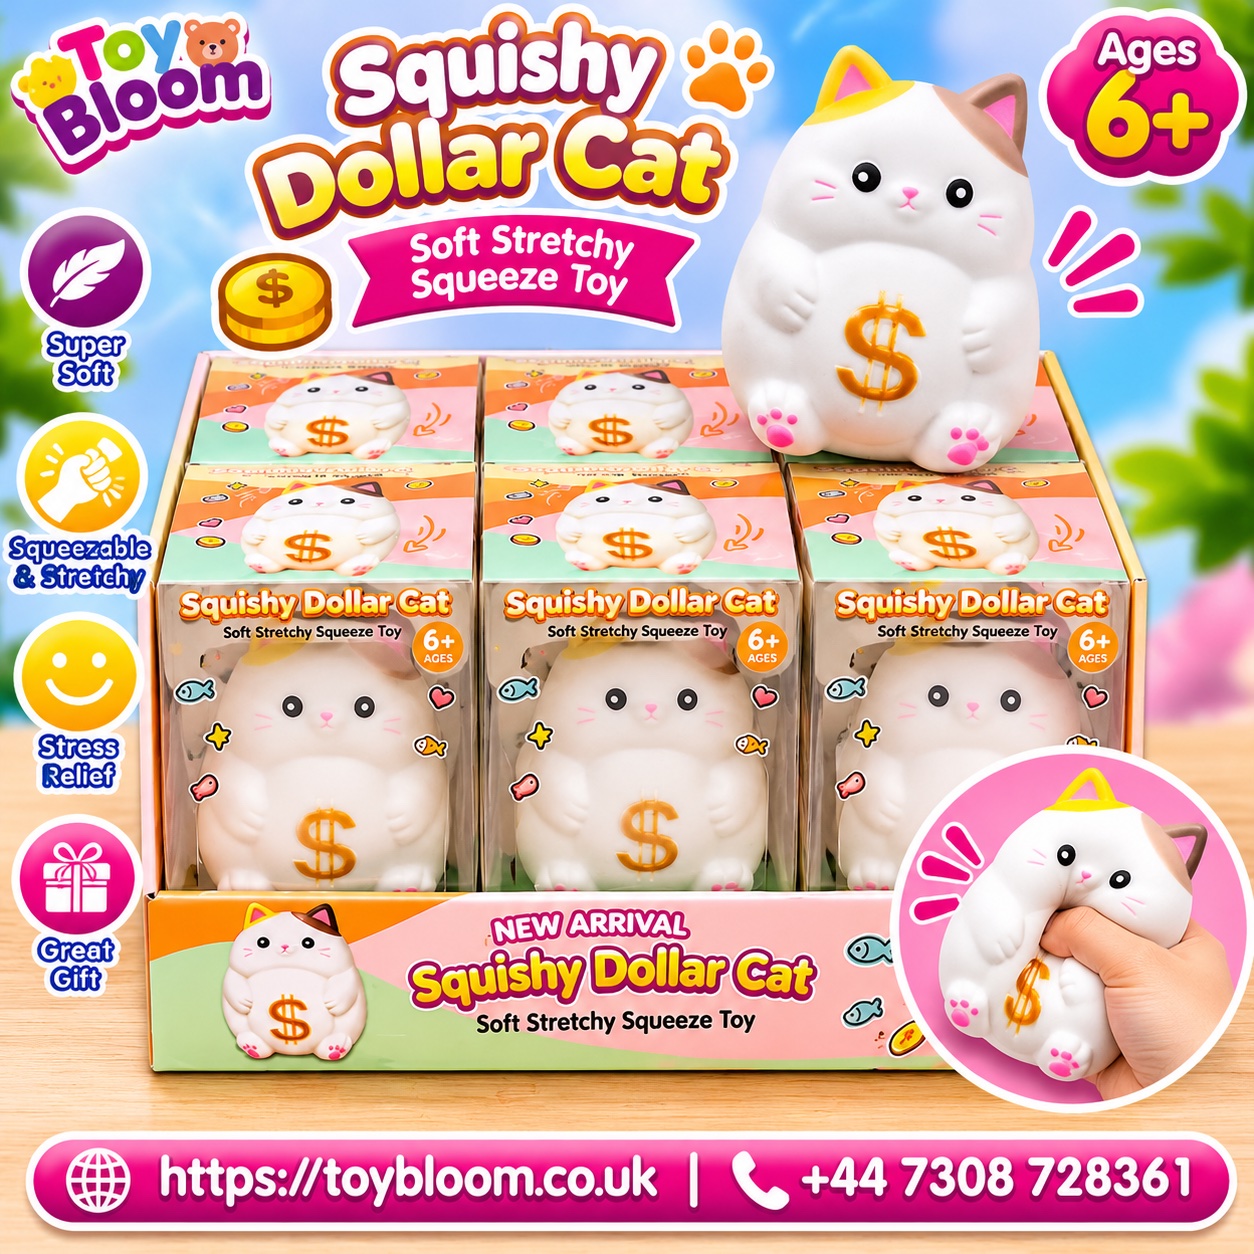 Toy
Bloom
Squishy
Dollar Cat
Soft Stretchy
Squeeze Toy
Ages
6+
$
$
Super
Soft
Squeezable
& Stretchy
Stress
Relief
Great
Gift
$
$
$
$
$
Squishy Dollar Cat
Soft Stretchy Squeeze Toy
6+
AGES
$
Squishy Dollar Cat
Soft Stretchy Squeeze Toy
6+
AGES
$
Squishy Dollar Cat
Soft Stretchy Squeeze Toy
6+
AGES
NEW ARRIVAL
Squishy Dollar Cat
Soft Stretchy Squeeze Toy
$
$
https://toybloom.co.uk | +44 7308 728361